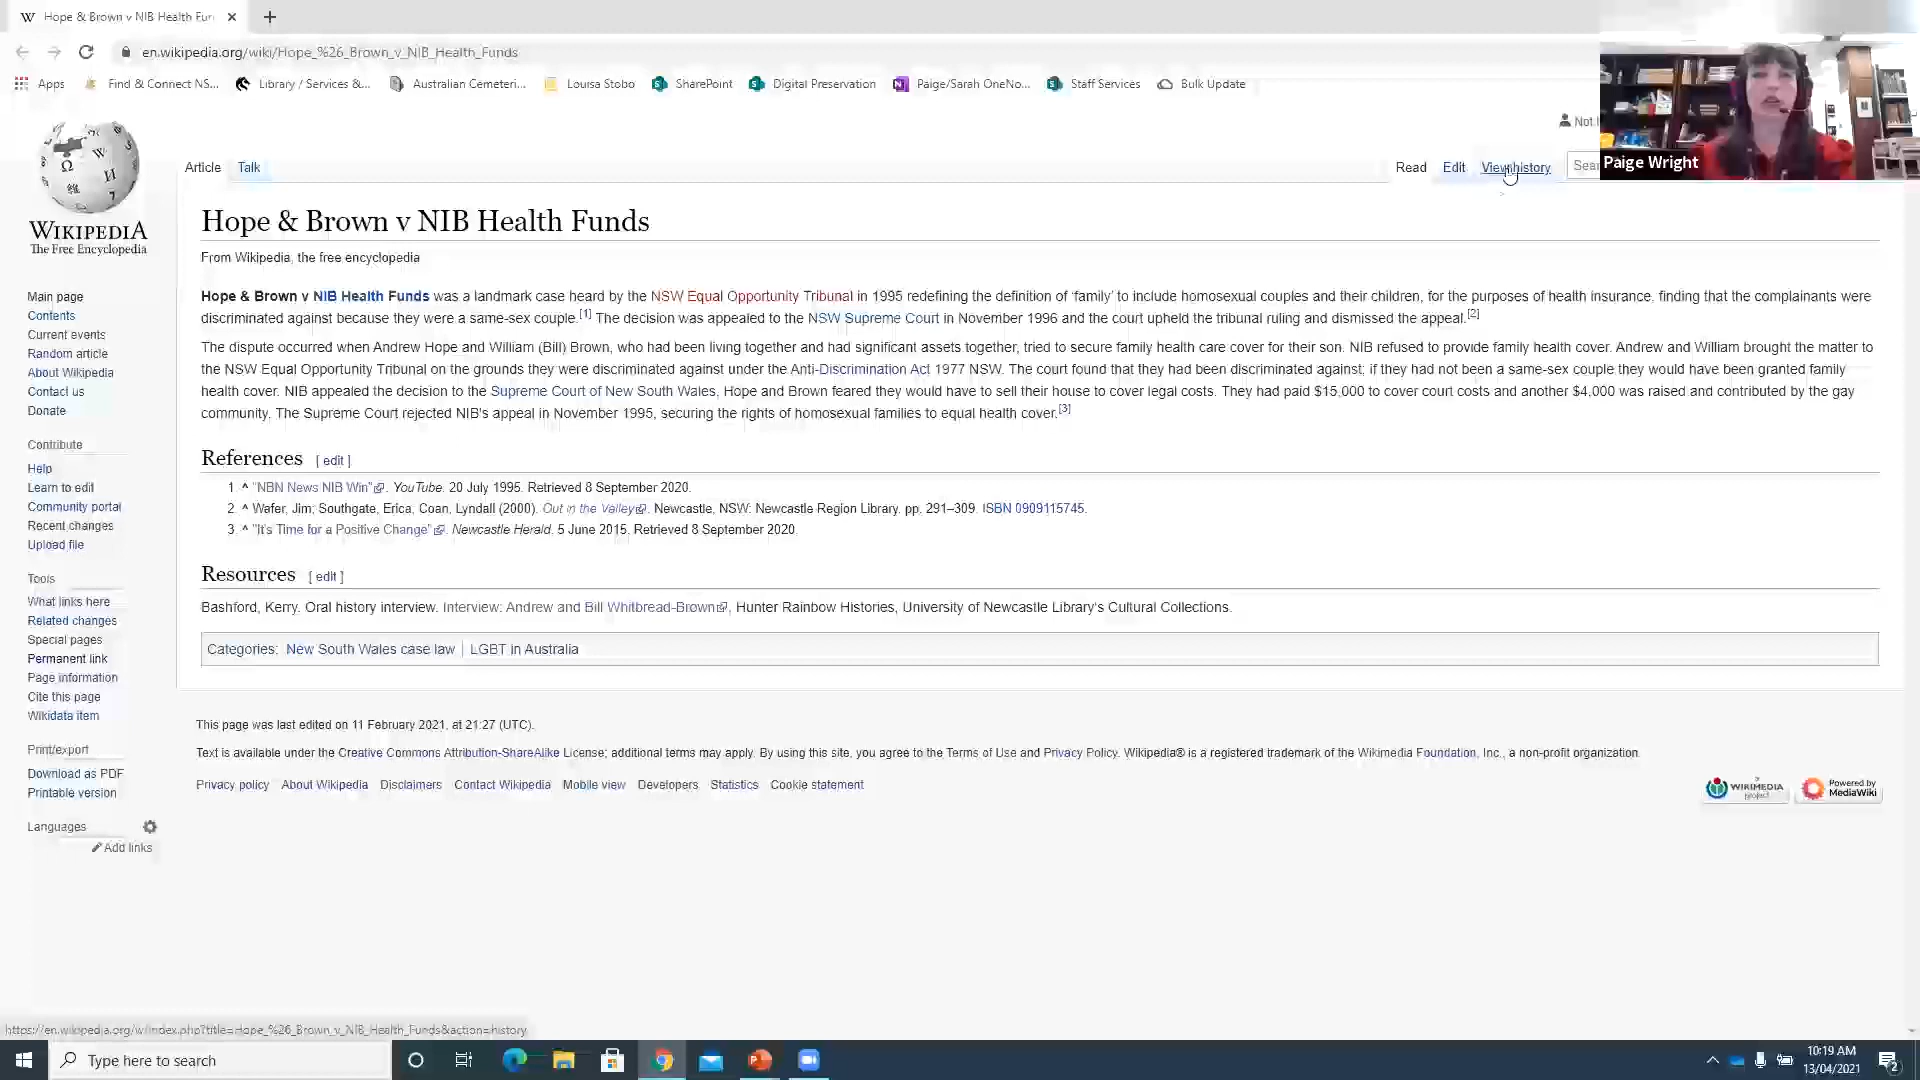 Hope & Brown v NIB Health Fun
en.wikipedia.org/wiki/Hope_%26_Brown_v_NIB_Health_Funds
Apps
Find & Connect NS...
Library / Services &...
Australian Cemeteri...
Louisa Stobo
SharePoint
Digital Preservation
Paige/Sarah OneNo...
Staff Services
Bulk Update
Not
Paige Wright
Article
Talk
Read
Edit
View history
Sear
WIKIPEDIA
The Free Encyclopedia
Hope & Brown v NIB Health Funds
From Wikipedia, the free encyclopedia
Hope & Brown v NIB Health Funds was a landmark case heard by the NSW Equal Opportunity Tribunal in 1995 redefining the definition of 'family' to include homosexual couples and their children, for the purposes of health insurance, finding that the complainants were
discriminated against because they were a same-sex couple.[1] The decision was appealed to the NSW Supreme Court in November 1996 and the court upheld the tribunal ruling and dismissed the appeal.[2]
The dispute occurred when Andrew Hope and William (Bill) Brown, who had been living together and had significant assets together, tried to secure family health care cover for their son. NIB refused to provide family health cover. Andrew and William brought the matter to
the NSW Equal Opportunity Tribunal on the grounds they were discriminated against under the Anti-Discrimination Act 1977 NSW. The court found that they had been discriminated against; if they had not been a same-sex couple they would have been granted family
health cover. NIB appealed the decision to the Supreme Court of New South Wales, Hope and Brown feared they would have to sell their house to cover legal costs. They had paid $15,000 to cover court costs and another $4,000 was raised and contributed by the gay
community. The Supreme Court rejected NIB's appeal in November 1995, securing the rights of homosexual families to equal health cover.[3]
References [ edit ]
1. ^ "NBN News NIB Win". YouTube. 20 July 1995. Retrieved 8 September 2020.
2. ^ Wafer, Jim; Southgate, Erica; Coan, Lyndall (2000). Out in the Valley. Newcastle, NSW: Newcastle Region Library. pp. 291–309. ISBN 0909115745.
3. ^ "It's Time for a Positive Change". Newcastle Herald. 5 June 2015. Retrieved 8 September 2020.
Resources [ edit ]
Bashford, Kerry. Oral history interview. Interview: Andrew and Bill Whitbread-Brown, Hunter Rainbow Histories, University of Newcastle Library's Cultural Collections.
Categories: New South Wales case law | LGBT in Australia
Main page
Contents
Current events
Random article
About Wikipedia
Contact us
Donate
Contribute
Help
Learn to edit
Community portal
Recent changes
Upload file
Tools
What links here
Related changes
Special pages
Permanent link
Page information
Cite this page
Wikidata item
Print/export
Download as PDF
Printable version
Languages
Add links
This page was last edited on 11 February 2021, at 21:27 (UTC).
Text is available under the Creative Commons Attribution-ShareAlike License; additional terms may apply. By using this site, you agree to the Terms of Use and Privacy Policy. Wikipedia® is a registered trademark of the Wikimedia Foundation, Inc., a non-profit organization.
Privacy policy
About Wikipedia
Disclaimers
Contact Wikipedia
Mobile view
Developers
Statistics
Cookie statement
A
WIKIMEDIA
project
Powered by
MediaWiki
https://en.wikipedia.org/w/index.php?title=Hope_%26_Brown_v_NIB_Health_Funds&action=history
Type here to search
10:19 AM
13/04/2021
2